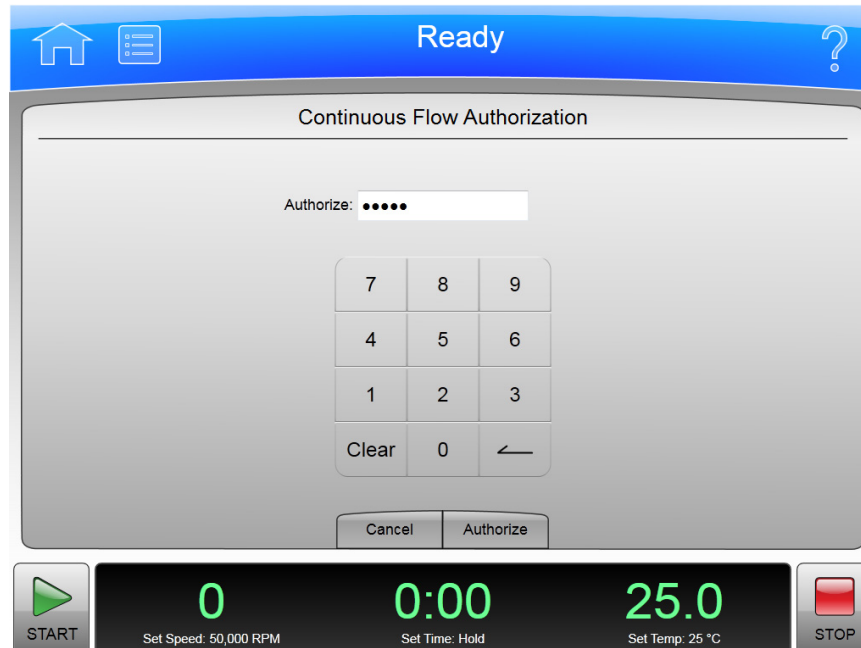 Ready
?
Continuous Flow Authorization
Authorize: •••••
7 8 9
4 5 6
1 2 3
Clear 0
Cancel Authorize
0 0:00 25.0
START Set Speed: 50,000 RPM Set Time: Hold Set Temp: 25 °C STOP